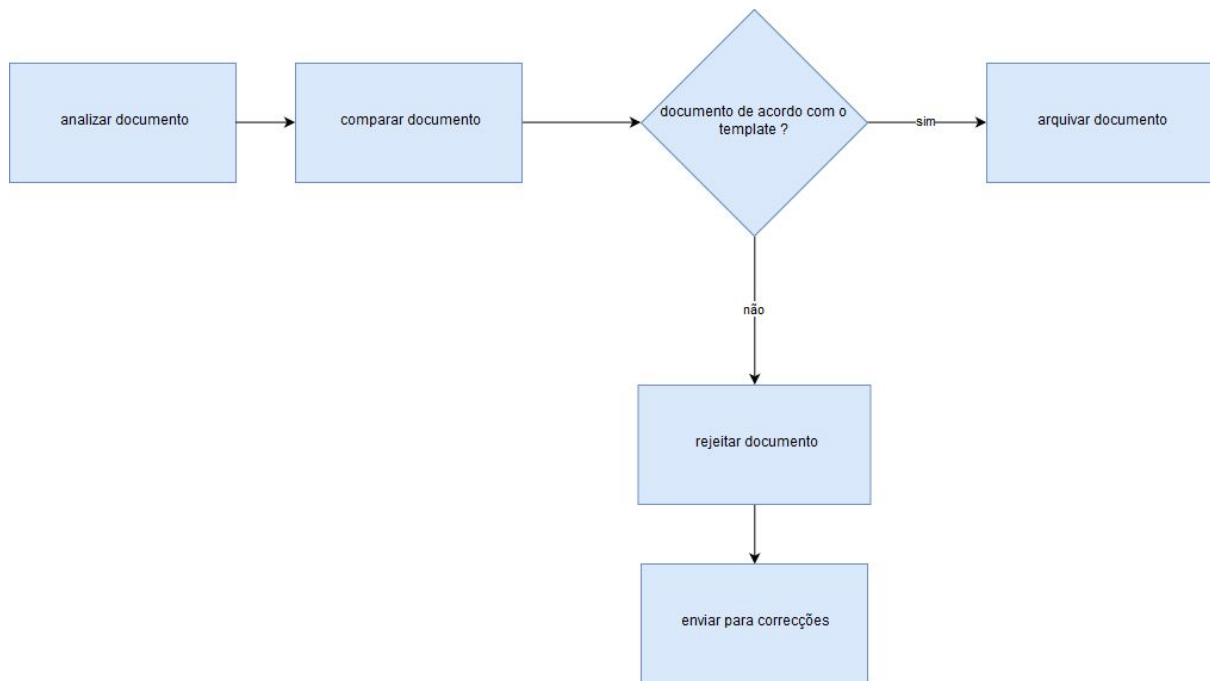 analizar documento
comparar documento
documento de acordo com o
template ?
sim
arquivar documento
não
rejeitar documento
enviar para correcções